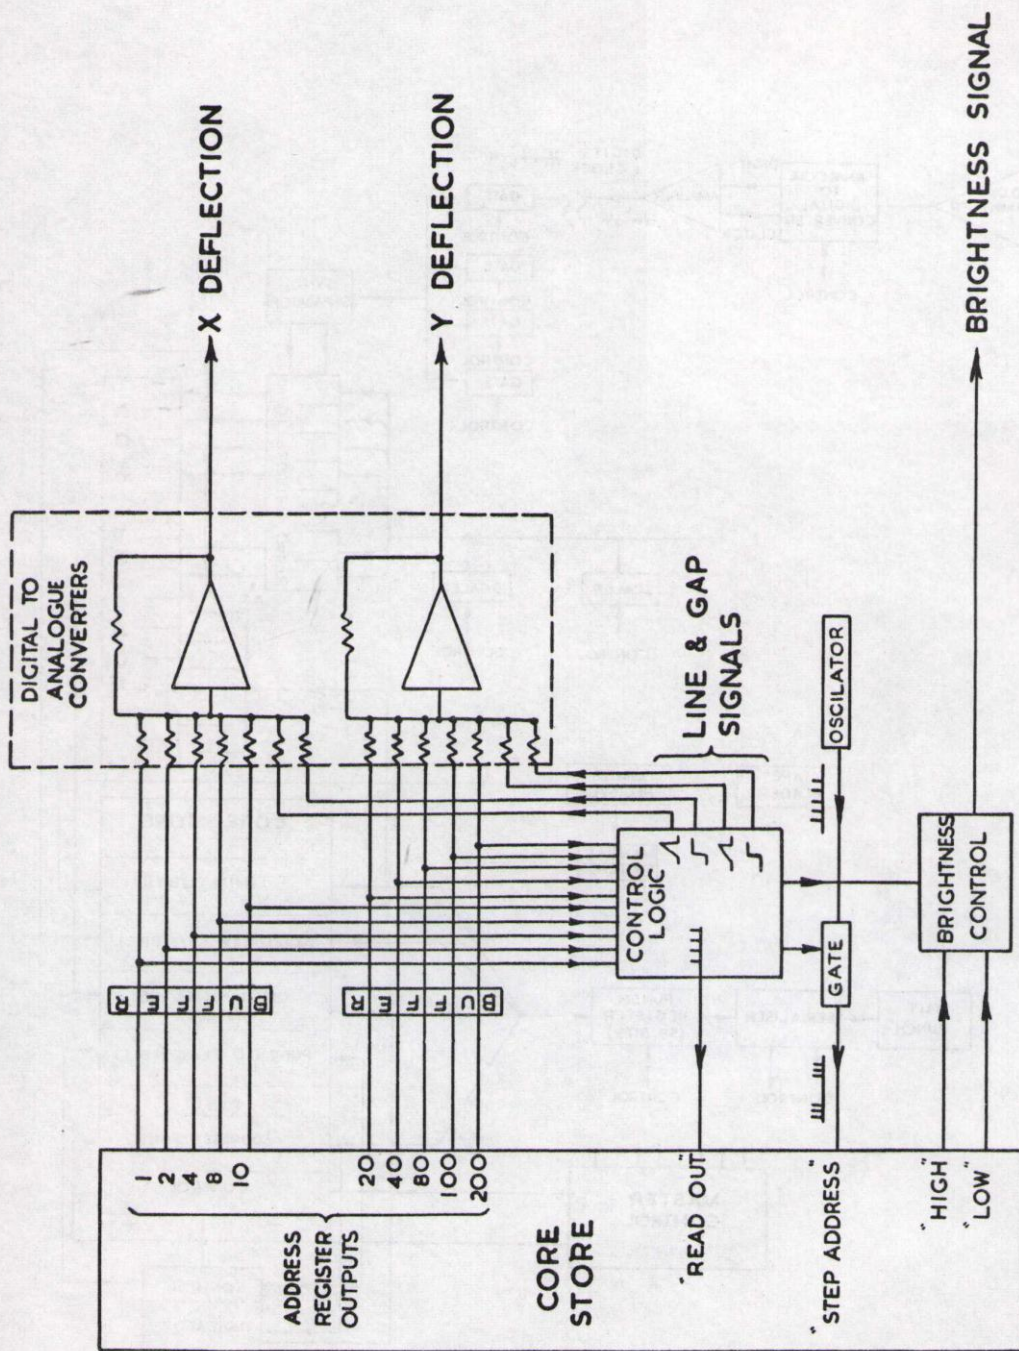 DIGITAL TO
ANALOGUE
CONVERTERS
X DEFLECTION
Y DEFLECTION
ADDRESS
REGISTER
OUTPUTS
1
2
4
8
10
BUFFER
20
40
80
100
200
BUFFER
CORE
STORE
CONTROL
LOGIC
LINE & GAP
SIGNALS
"READ OUT"
"STEP ADDRESS"
GATE
OSCILATOR
"HIGH"
"LOW"
BRIGHTNESS
CONTROL
BRIGHTNESS SIGNAL